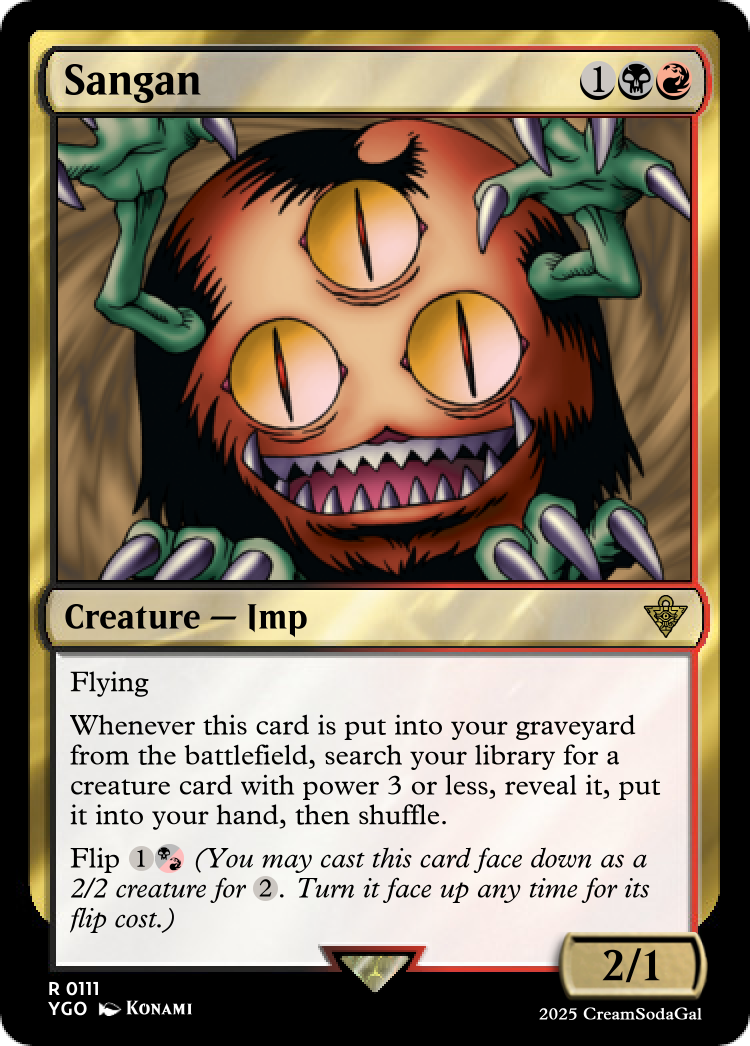 Sangan 1
Creature — Imp
Flying
Whenever this card is put into your graveyard
from the battlefield, search your library for a
creature card with power 3 or less, reveal it, put
it into your hand, then shuffle.
Flip 1 (You may cast this card face down as a
2/2 creature for 2. Turn it face up any time for its
flip cost.)
2/1
R 0111
YGO KONAMI
2025 CreamSodaGal